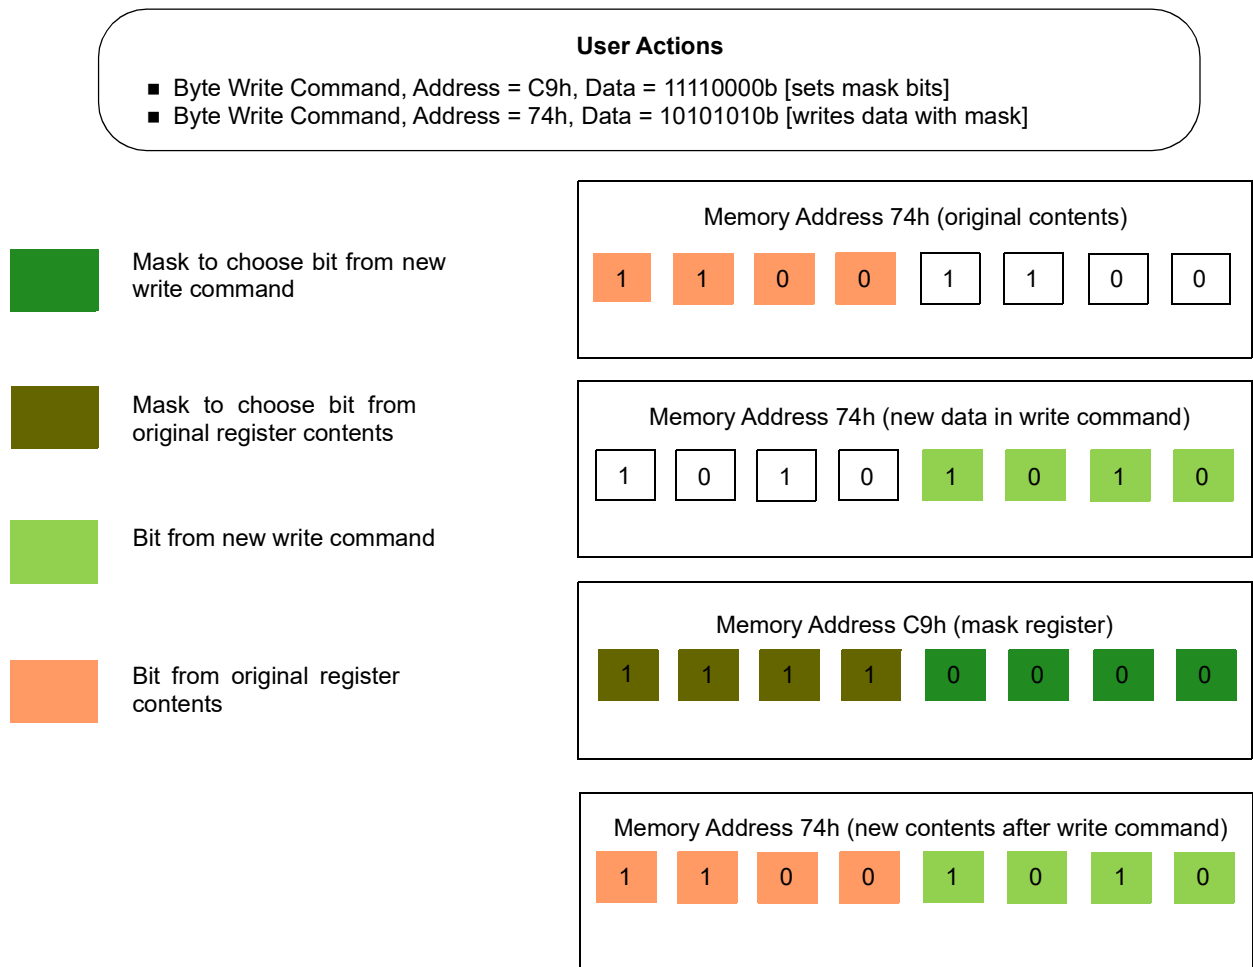 User Actions
■ Byte Write Command, Address = C9h, Data = 11110000b [sets mask bits]
■ Byte Write Command, Address = 74h, Data = 10101010b [writes data with mask]
Mask to choose bit from new
write command
Mask to choose bit from
original register contents
Bit from new write command
Bit from original register
contents
Memory Address 74h (original contents)
1 1 0 0 1 1 0 0
Memory Address 74h (new data in write command)
1 0 1 0 1 0 1 0
Memory Address C9h (mask register)
1 1 1 1 0 0 0 0
Memory Address 74h (new contents after write command)
1 1 0 0 1 0 1 0